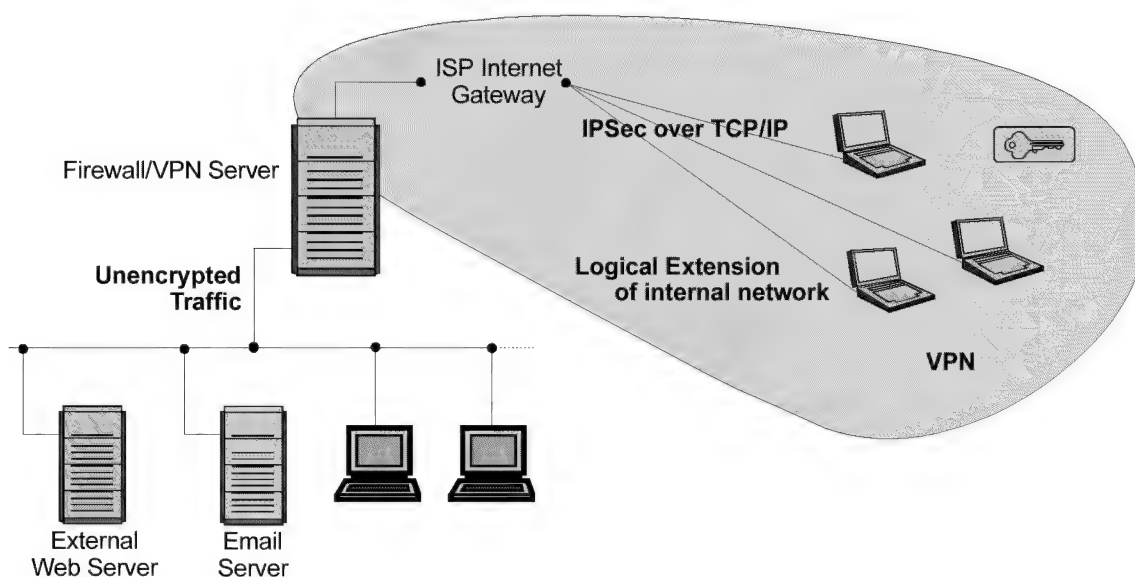 ISP Internet
Gateway
IPSec over TCP/IP
Firewall/VPN Server
Unencrypted
Traffic
Logical Extension
of internal network
VPN
External
Web Server
Email
Server